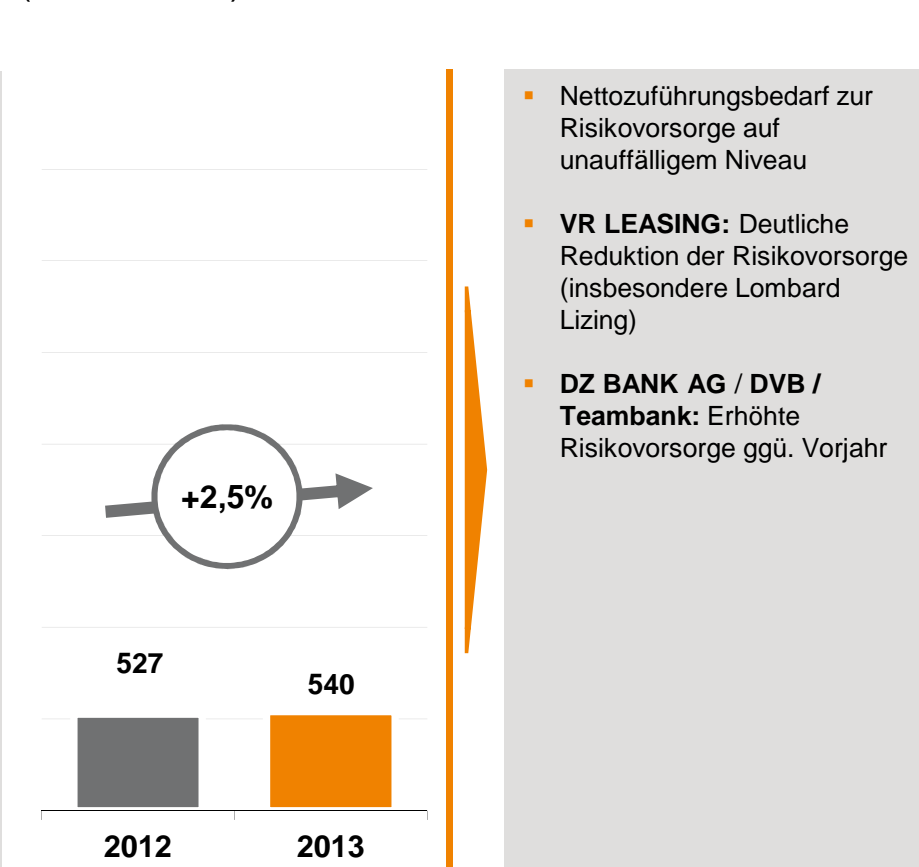 +2,5%
527
540
2012
2013
▪ Nettozuführungsbedarf zur
Risikovorsorge auf
unauffälligem Niveau
▪ VR LEASING: Deutliche
Reduktion der Risikovorsorge
(insbesondere Lombard
Lizing)
▪ DZ BANK AG / DVB /
Teambank: Erhöhte
Risikovorsorge ggü. Vorjahr